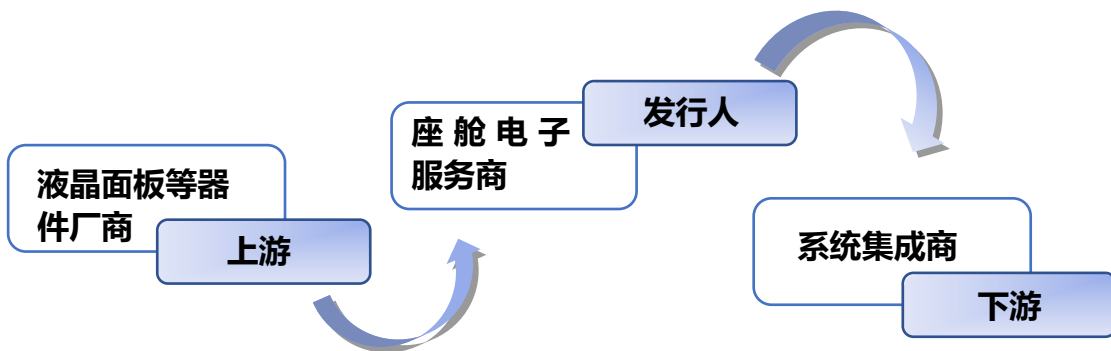 液晶面板等器
件厂商
上游
座舱电子
服务商
发行人
系统集成商
下游